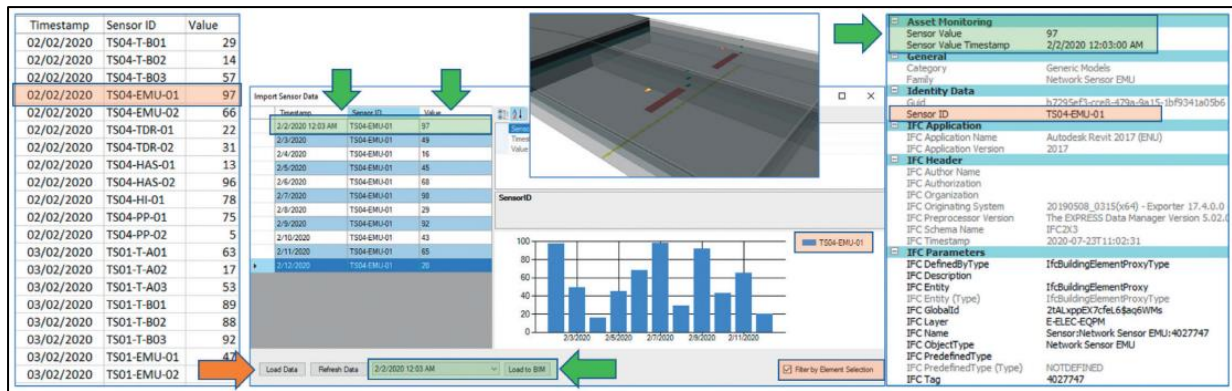 Timestamp Sensor ID Value
02/02/2020 TS04-T-B01 29
02/02/2020 TS04-T-B02 14
02/02/2020 TS04-T-B03 57
02/02/2020 TS04-EMU-01 97
02/02/2020 TS04-EMU-02 66
02/02/2020 TS04-TDR-01 22
02/02/2020 TS04-TDR-02 31
02/02/2020 TS04-HAS-01 13
02/02/2020 TS04-HAS-02 96
02/02/2020 TS04-HI-01 78
02/02/2020 TS04-PP-01 75
02/02/2020 TS04-PP-02 5
03/02/2020 TS01-T-A01 63
03/02/2020 TS01-T-A02 17
03/02/2020 TS01-T-A03 53
03/02/2020 TS01-T-B01 89
03/02/2020 TS01-T-B02 88
03/02/2020 TS01-T-B03 92
03/02/2020 TS01-EMU-01 47
03/02/2020 TS01-EMU-02
Import Sensor Data
Timestamp Sensor ID Value
2/2/2020 12:03 AM TS04-EMU-01 97
2/3/2020 TS04-EMU-01 49
2/4/2020 TS04-EMU-01 16
2/5/2020 TS04-EMU-01 45
2/6/2020 TS04-EMU-01 68
2/7/2020 TS04-EMU-01 98
2/8/2020 TS04-EMU-01 29
2/9/2020 TS04-EMU-01 92
2/10/2020 TS04-EMU-01 43
2/11/2020 TS04-EMU-01 65
2/12/2020 TS04-EMU-01 20
Value
SensorID
100
80
60
40
20
0
2/3/2020 2/5/2020 2/7/2020 2/9/2020 2/11/2020
TS04-EMU-01
Load Data Refresh Data 2/2/2020 12:03 AM Load to BIM
Filter by Element Selection
Asset Monitoring
Sensor Value 97
Sensor Value Timestamp 2/2/2020 12:03:00 AM
General
Category Generic Models
Family Network Sensor EMU
Identity Data
Guid
Sensor ID TS04-EMU-01
IFC Application
IFC Application Name Autodesk Revit 2017 (ENU)
IFC Application Version 2017
IFC Header
IFC Author Name
IFC Authorization
IFC Organization
IFC Originating System 20190508_0315(x64) - Exporter 17.4.0.0
IFC Preprocessor Version The EXPRESS Data Manager Version 5.02.0
IFC Schema Name IFC2X3
IFC Timestamp 2020-07-23T11:02:31
IFC Parameters
IFC DefinedByType IfcBuildingElementProxyType
IFC Description
IFC Entity IfcBuildingElementProxy
IFC Entity (Type) IfcBuildingElementProxyType
IFC GlobalId 2tALxppEX7cfeL6$aq6WMs
IFC Layer E-ELEC-EQPM
IFC Name Sensor:Network Sensor EMU:4027747
IFC ObjectType Network Sensor EMU
IFC PredefinedType
IFC PredefinedType (Type) NOTDEFINED
IFC Tag 4027747